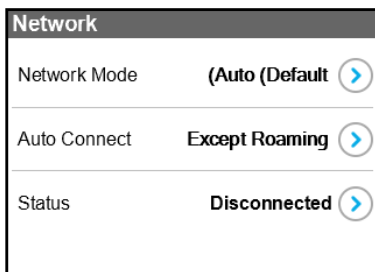 Network
Network Mode (Auto (Default
Auto Connect Except Roaming
Status Disconnected